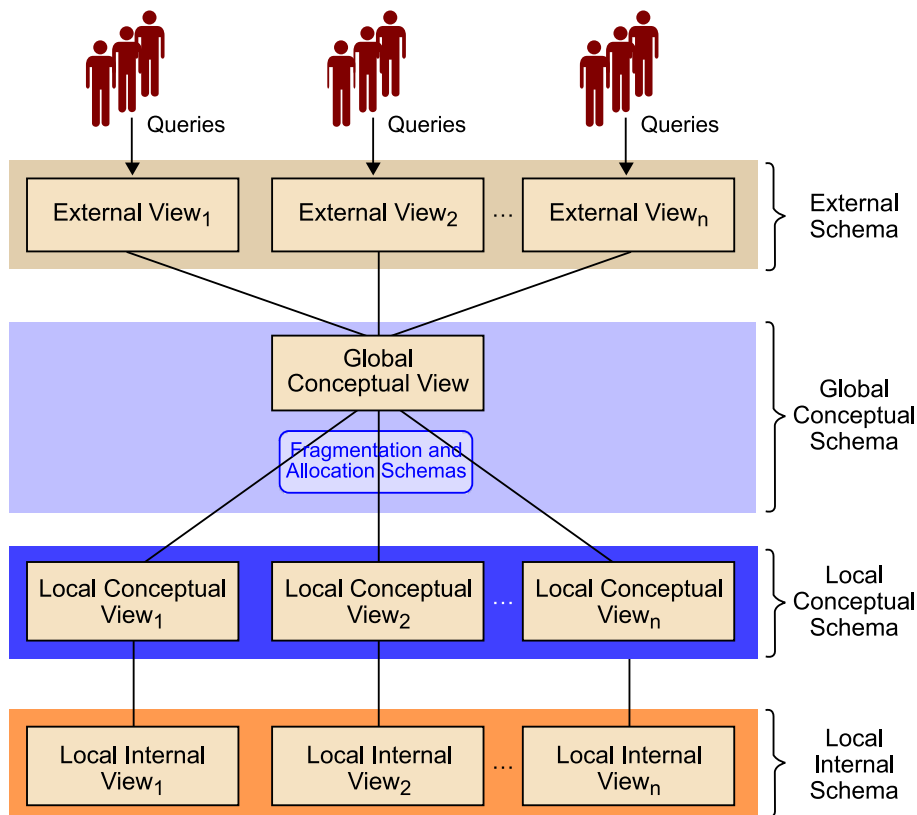 Queries
Queries
Queries
External View₁
External View₂
...
External Viewₙ
External
Schema
Global
Conceptual View
Fragmentation and
Allocation Schemas
Global
Conceptual
Schema
Local Conceptual
View₁
Local Conceptual
View₂
...
Local Conceptual
Viewₙ
Local
Conceptual
Schema
Local Internal
View₁
Local Internal
View₂
...
Local Internal
Viewₙ
Local
Internal
Schema